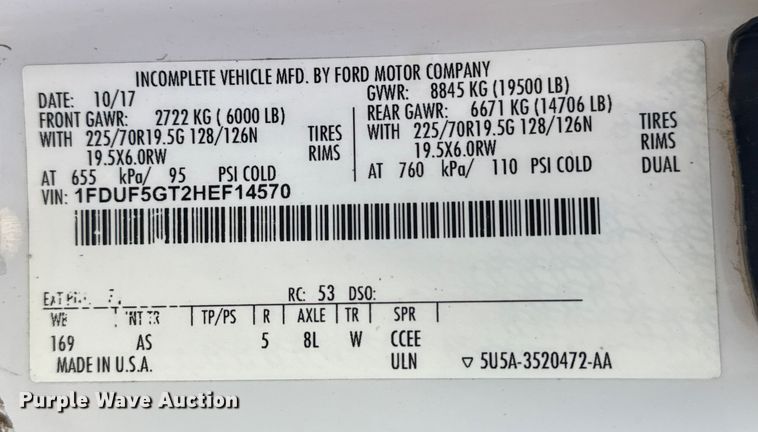 INCOMPLETE VEHICLE MFD. BY FORD MOTOR COMPANY
DATE: 10/17 GVWR: 8845 KG (19500 LB)
FRONT GAWR: 2722 KG ( 6000 LB) REAR GAWR: 6671 KG (14706 LB)
WITH 225/70R19.5G 128/126N TIRES WITH 225/70R19.5G 128/126N TIRES
19.5X6.0RW RIMS 19.5X6.0RW RIMS
AT 655 kPa/ 95 PSI COLD AT 760 kPa/ 110 PSI COLD DUAL
VIN: 1FDUF5GT2HEF14570
RC: 53 DSO:
WB INT TR TP/PS R AXLE TR SPR
169 AS 5 8L W CCEE
MADE IN U.S.A. ULN ▽ 5U5A-3520472-AA
Purple Wave Auction